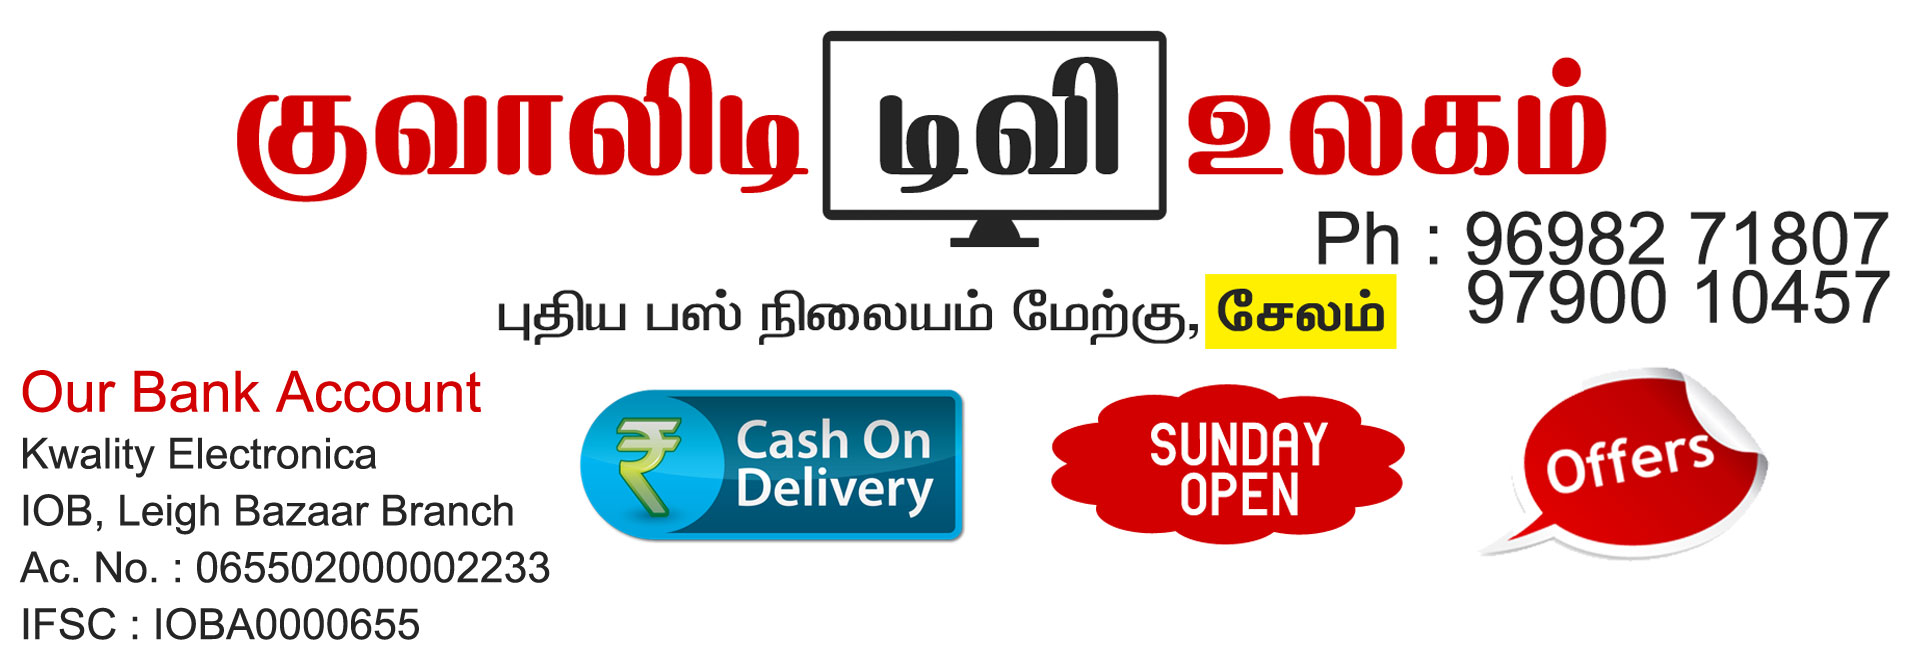 குவாலிடி டிவி உலகம்
Ph : 96982 71807
97900 10457
புதிய பஸ் நிலையம் மேற்கு, சேலம்
Our Bank Account
Kwality Electronica
IOB, Leigh Bazaar Branch
Ac. No. : 065502000002233
IFSC : IOBA0000655
Cash On
Delivery
SUNDAY
OPEN
Offers